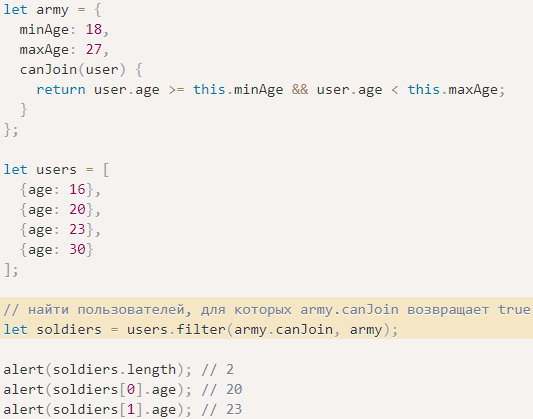 let army = {
  minAge: 18,
  maxAge: 27,
  canJoin(user) {
    return user.age >= this.minAge && user.age < this.maxAge;
  }
};

let users = [
  {age: 16},
  {age: 20},
  {age: 23},
  {age: 30}
];

// найти пользователей, для которых army.canJoin возвращает true
let soldiers = users.filter(army.canJoin, army);

alert(soldiers.length); // 2
alert(soldiers[0].age); // 20
alert(soldiers[1].age); // 23